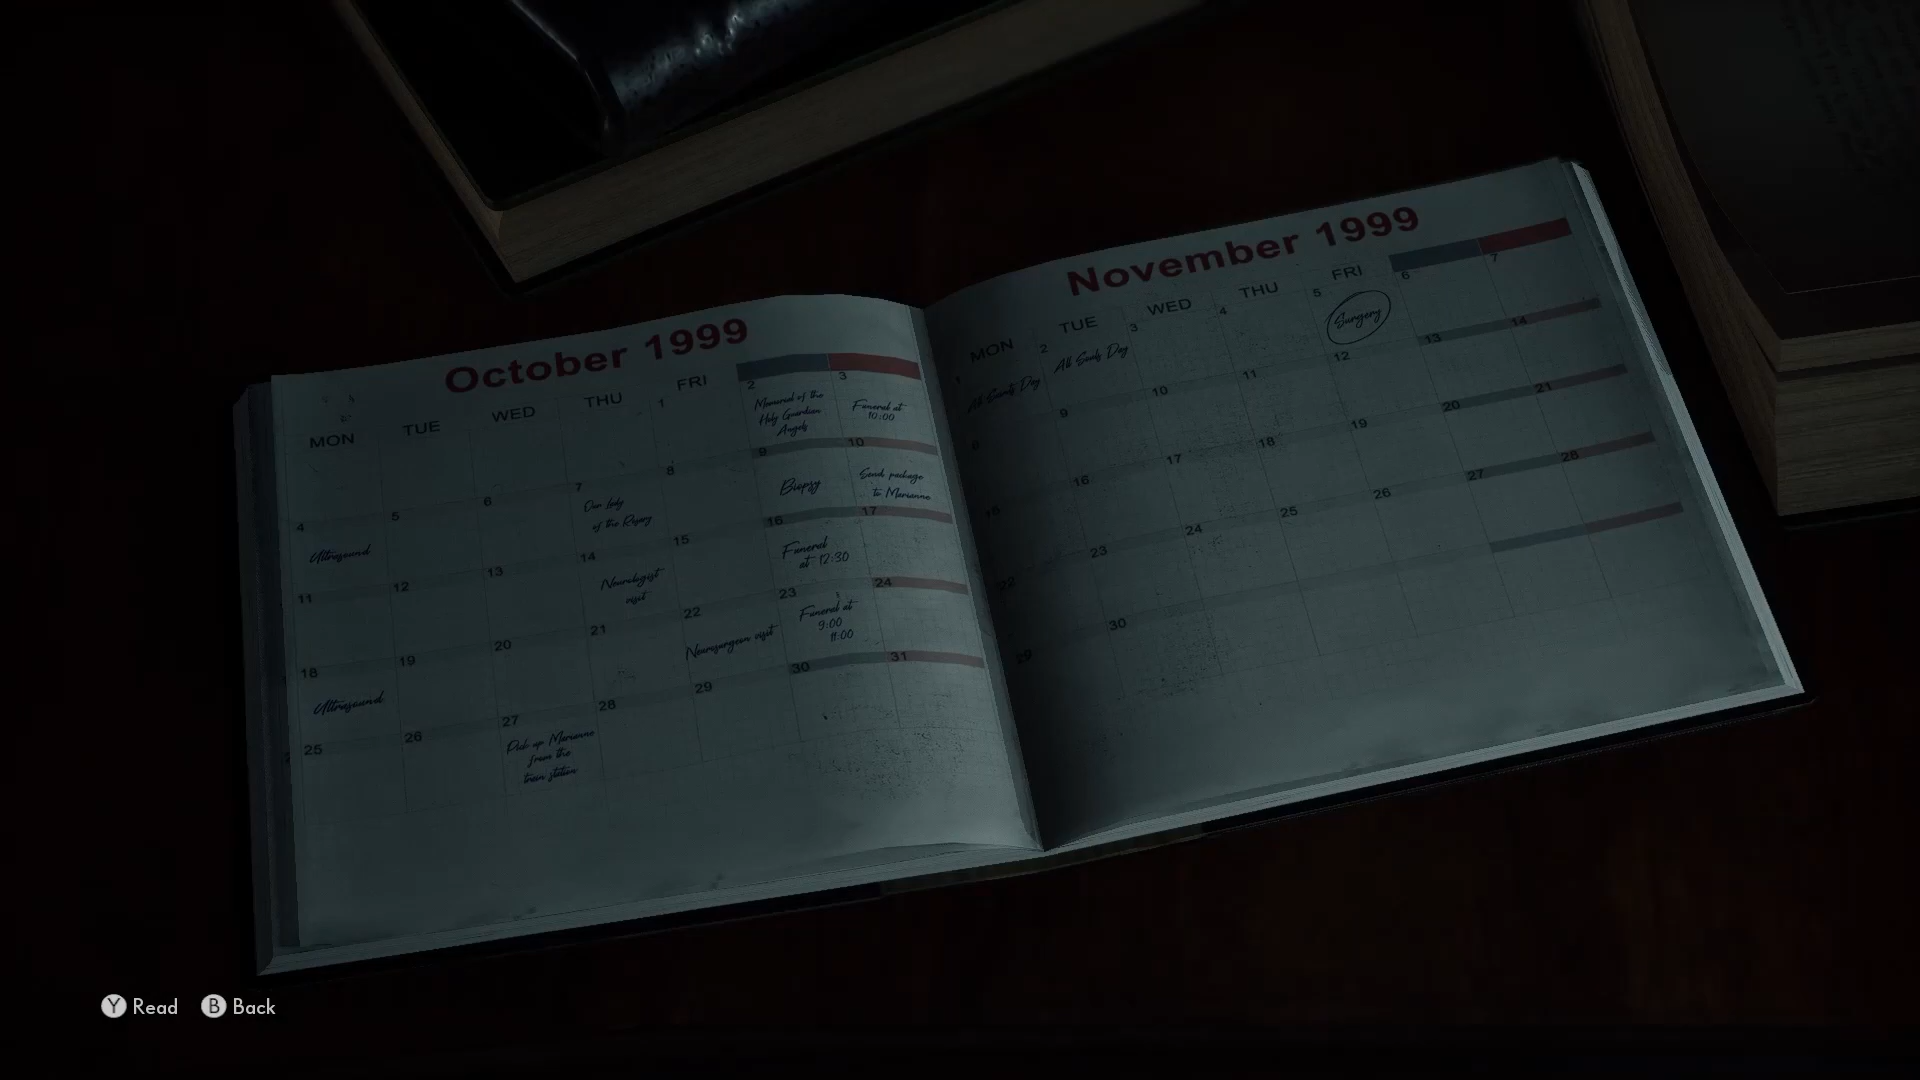 October 1999
MON TUE WED THU FRI
1 2 3
Memorial of the
Holy Guardian
Angels
Funeral at
10:00
4 5 6 7 8 9 10
Ultrasound
Our Lady
of the Rosary
Biopsy
Send package
to Marianne
11 12 13 14 15 16 17
Neurologist
visit
Funeral
at 12:30
18 19 20 21 22 23 24
Ultrasound
Neurosurgeon visit
Funeral at
9:00
11:00
25 26 27 28 29 30 31
Pick up Marianne
from the
train station
November 1999
MON TUE WED THU FRI
1 2 3 4 5 6 7
All Saints Day
All Souls Day
Surgery
8 9 10 11 12 13 14
15 16 17 18 19 20 21
22 23 24 25 26 27 28
29 30
Y Read B Back